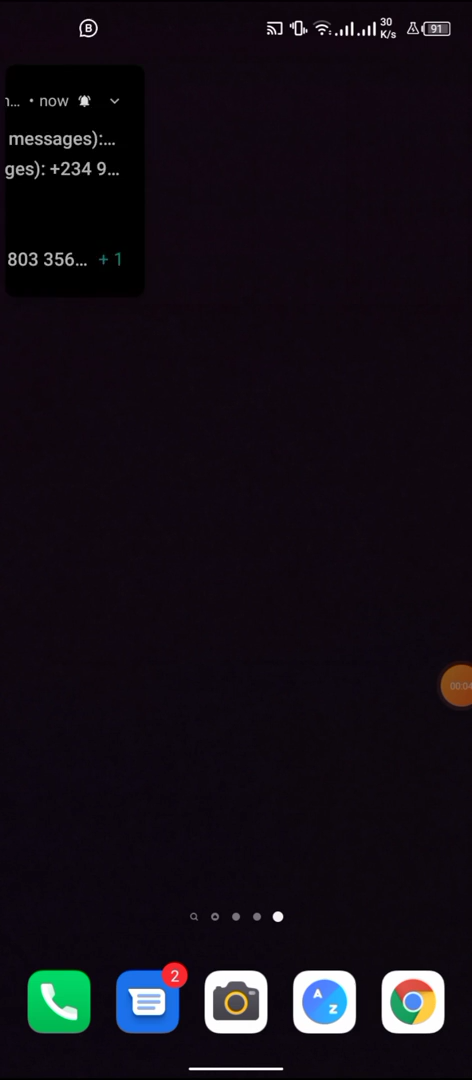 B
30
K/s
91
n… • now
messages):…
ges): +234 9…
803 356… + 1
00:04
2
A
Z